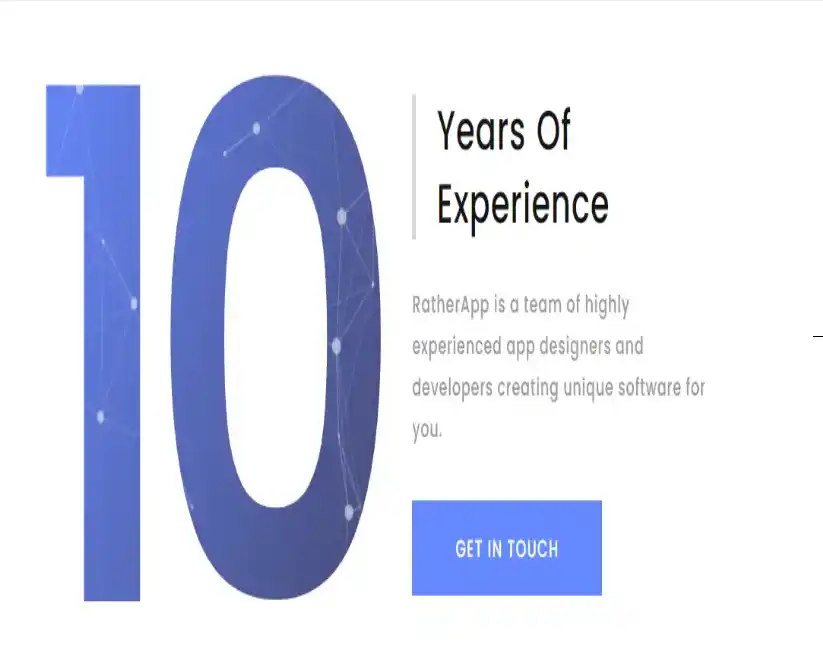 10
Years Of
Experience
RatherApp is a team of highly
experienced app designers and
developers creating unique software for
you.
GET IN TOUCH